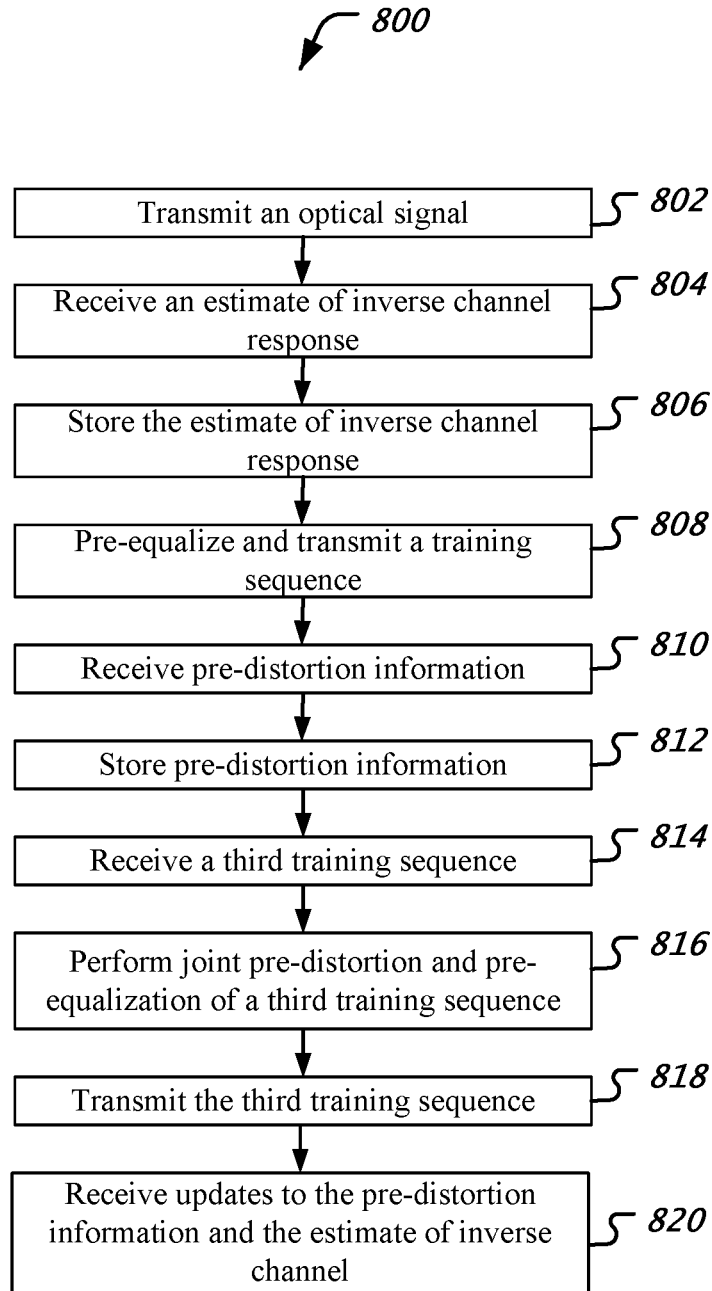 800
Transmit an optical signal
802
Receive an estimate of inverse channel
response
804
Store the estimate of inverse channel
response
806
Pre-equalize and transmit a training
sequence
808
Receive pre-distortion information
810
Store pre-distortion information
812
Receive a third training sequence
814
Perform joint pre-distortion and pre-
equalization of a third training sequence
816
Transmit the third training sequence
818
Receive updates to the pre-distortion
information and the estimate of inverse
channel
820